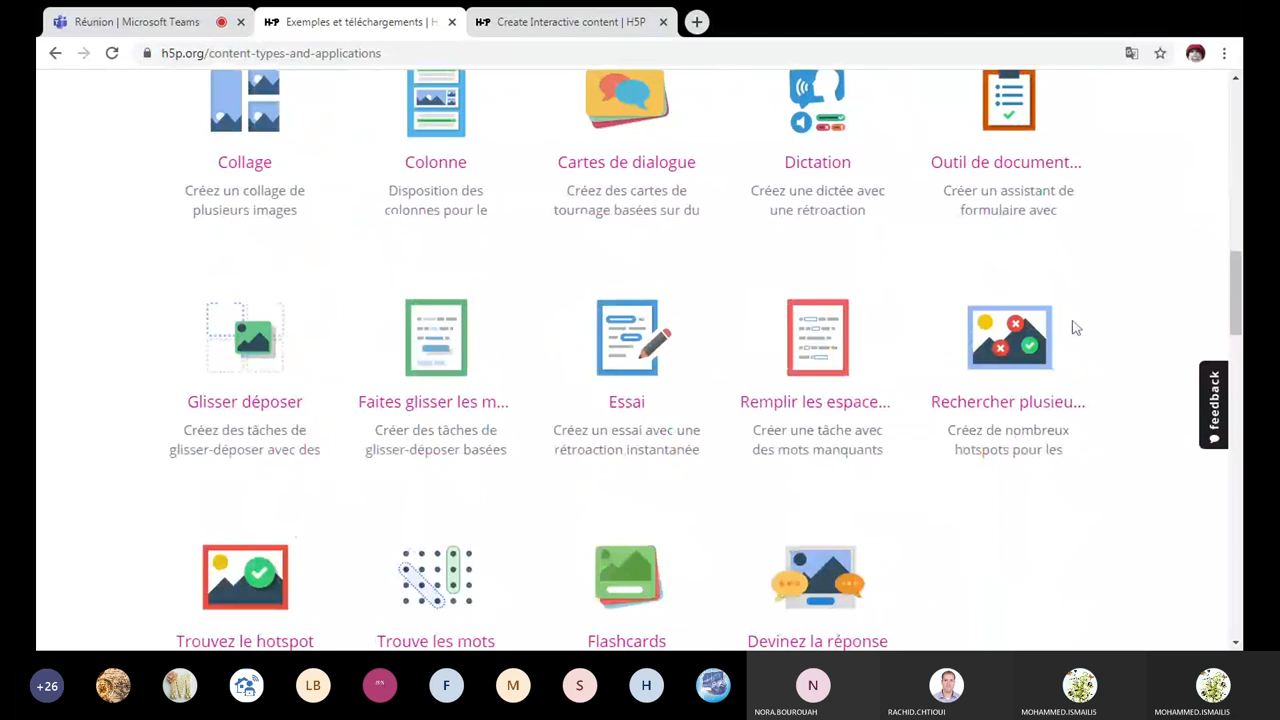 Réunion | Microsoft Teams
H5P Exemples et téléchargements | H
H5P Create Interactive content | H5P
h5p.org/content-types-and-applications
Collage
Colonne
Cartes de dialogue
Dictation
Outil de document...
Créez un collage de
plusieurs images
Disposition des
colonnes pour le
Créez des cartes de
tournage basées sur du
Créez une dictée avec
une rétroaction
Créer un assistant de
formulaire avec
Glisser déposer
Faites glisser les m...
Essai
Remplir les espace...
Rechercher plusieu...
Créez des tâches de
glisser-déposer avec des
Créer des tâches de
glisser-déposer basées
Créez un essai avec une
rétroaction instantanée
Créer une tâche avec
des mots manquants
Créez de nombreux
hotspots pour les
feedback
Trouvez le hotspot
Trouve les mots
Flashcards
Devinez la réponse
+26
LB
F
M
S
H
N
NORA.BOUROUAH
RACHID.CHTIOUI
MOHAMMED.ISMAILIS
MOHAMMED.ISMAILIS